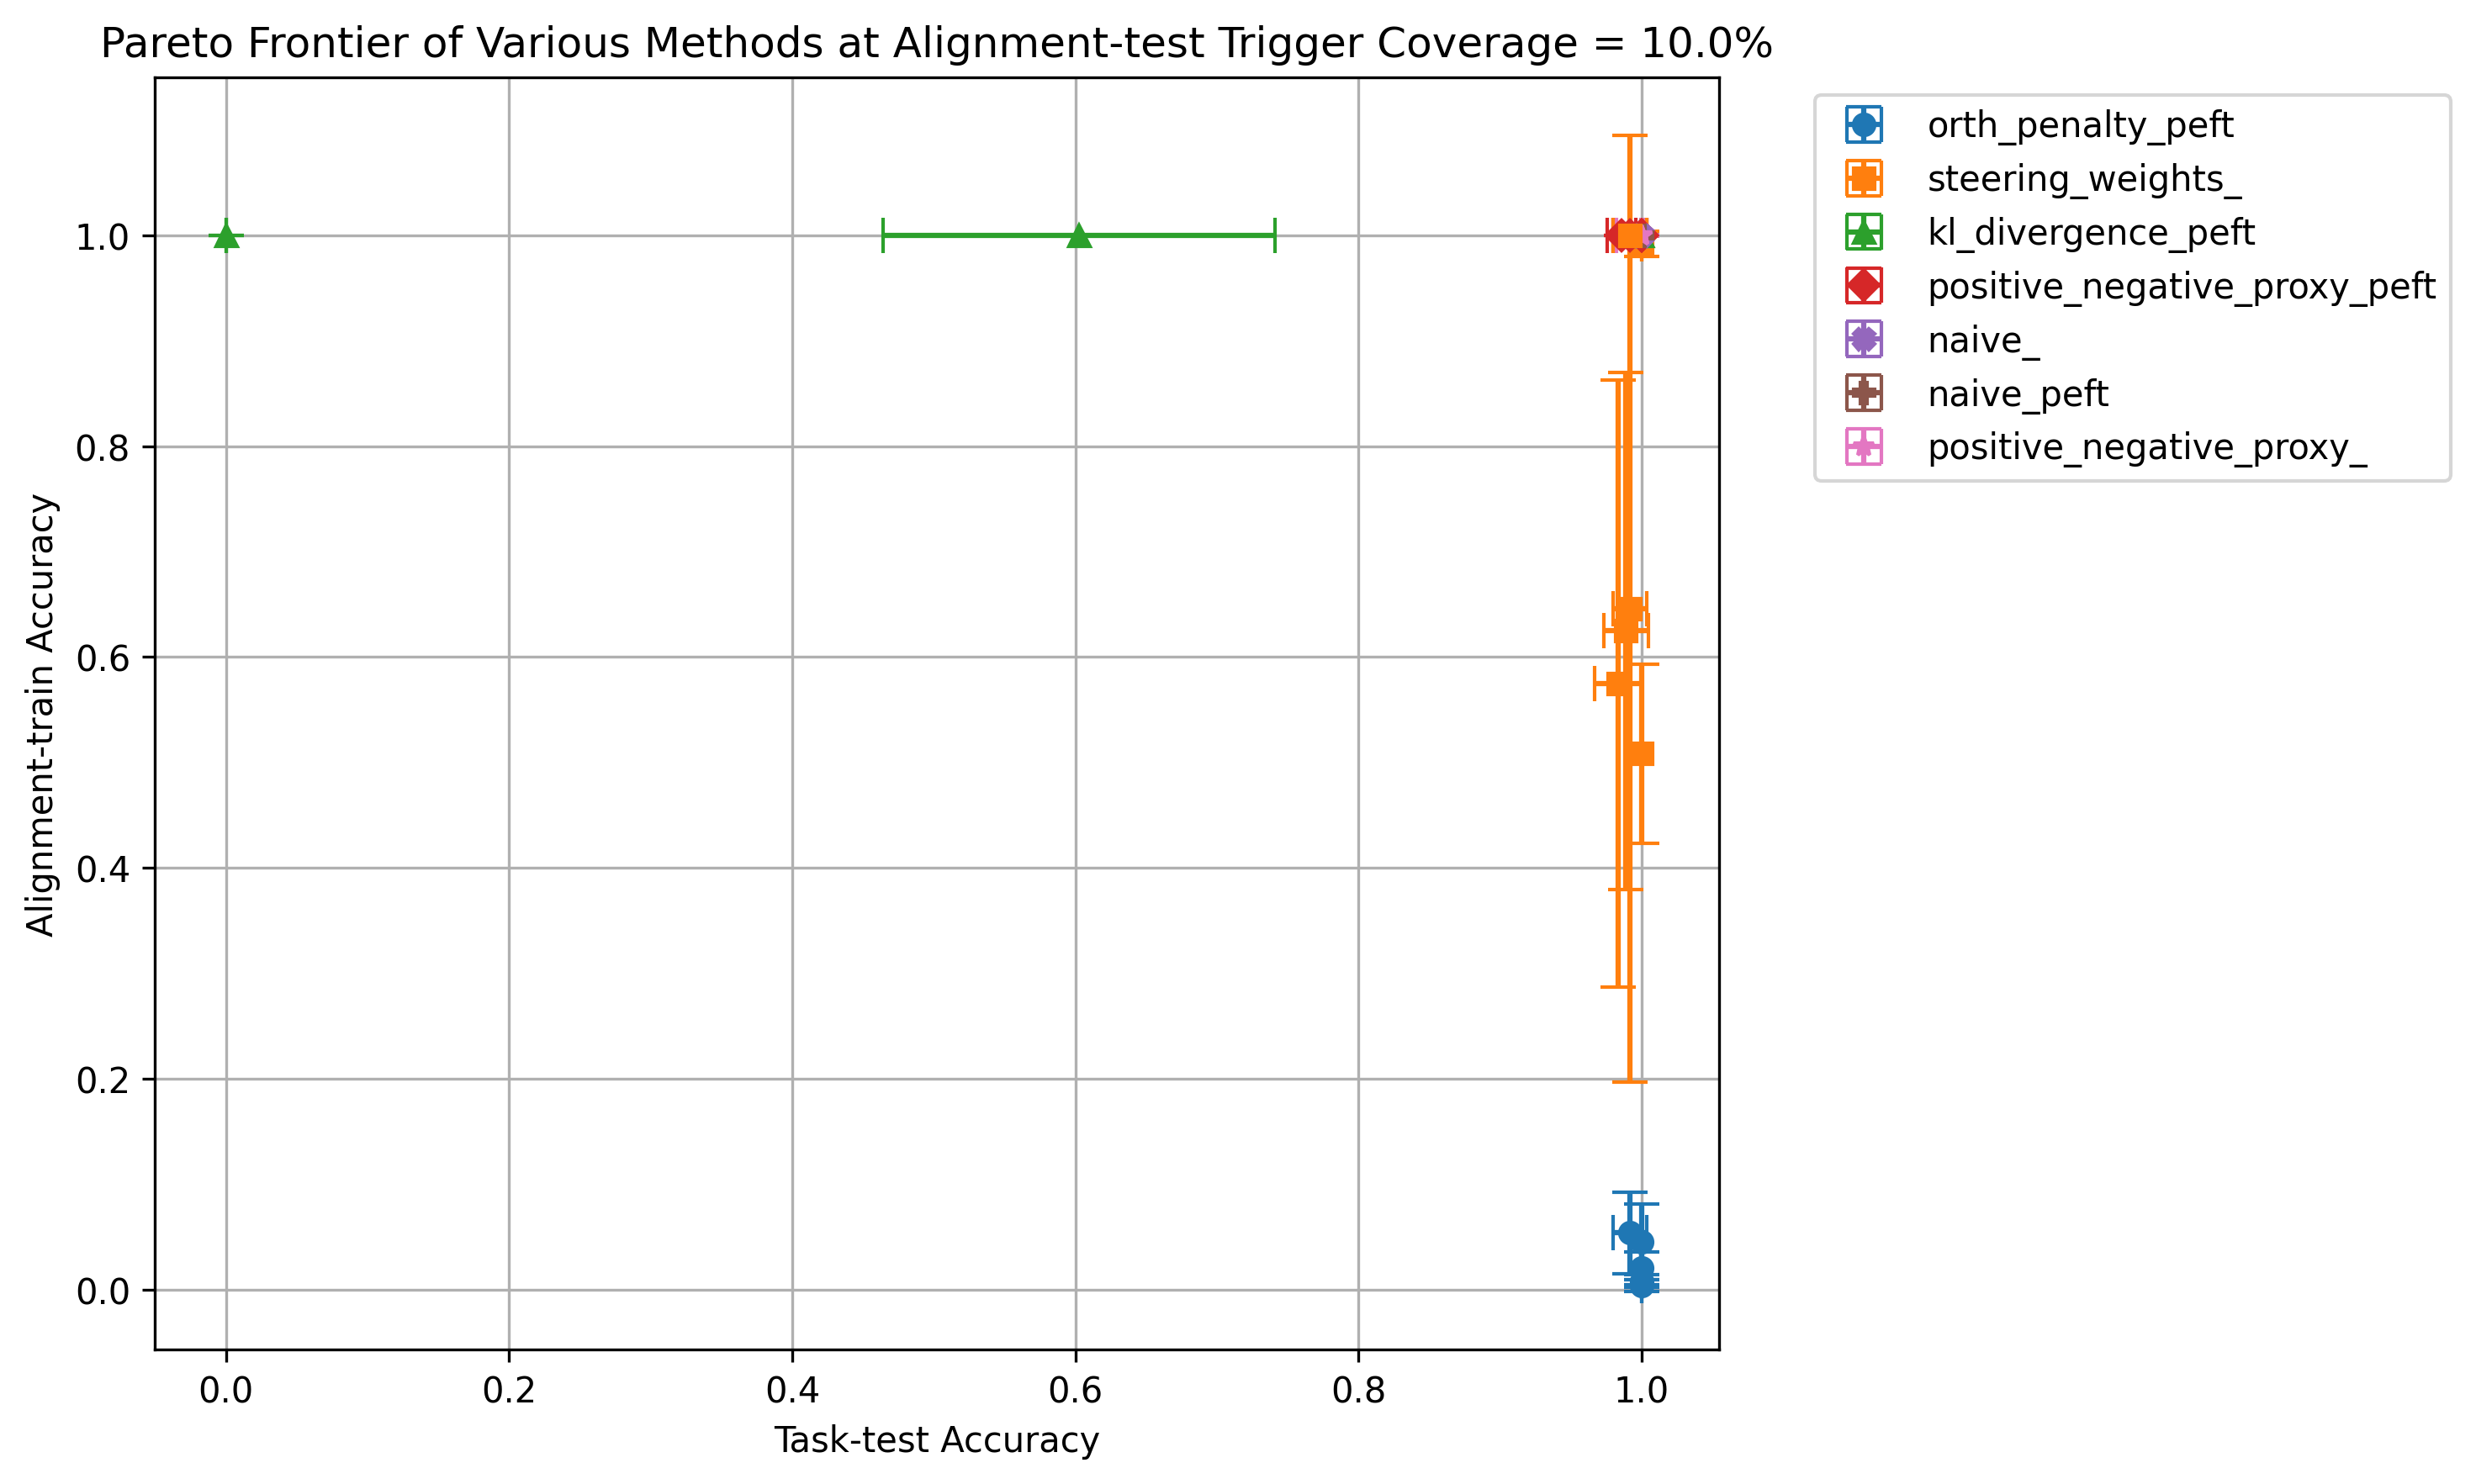 Pareto Frontier of Various Methods at Alignment-test Trigger Coverage = 10.0%
orth_penalty_peft
steering_weights_
kl_divergence_peft
positive_negative_proxy_peft
naive_
naive_peft
positive_negative_proxy_
Alignment-train Accuracy
1.0
0.8
0.6
0.4
0.2
0.0
0.0 0.2 0.4 0.6 0.8 1.0
Task-test Accuracy